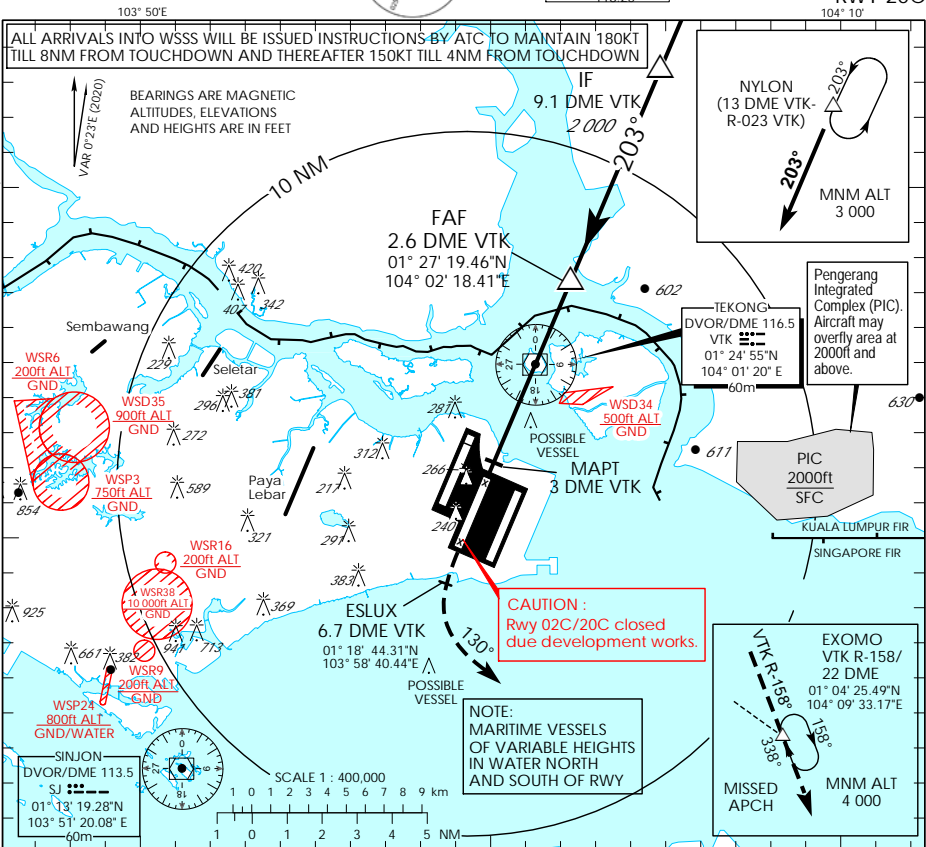 103° 50'E
104° 10'
ALL ARRIVALS INTO WSSS WILL BE ISSUED INSTRUCTIONS BY ATC TO MAINTAIN 180KT
TILL 8NM FROM TOUCHDOWN AND THEREAFTER 150KT TILL 4NM FROM TOUCHDOWN
VAR 0°23'E (2020)
BEARINGS ARE MAGNETIC
ALTITUDES, ELEVATIONS
AND HEIGHTS ARE IN FEET
IF
9.1 DME VTK
2 000
203°
10 NM
NYLON
(13 DME VTK-
R-023 VTK)
203°
203°
MNM ALT
3 000
FAF
2.6 DME VTK
01° 27' 19.46"N
104° 02' 18.41"E
420
407
342
602
Pengerang
Integrated
Complex (PIC).
Aircraft may
overfly area at
2000ft and
above.
TEKONG
DVOR/DME 116.5
VTK
01° 24' 55"N
104° 01' 20" E
60m
Sembawang
229
Seletar
WSR6
200ft ALT
GND
WSD35
900ft ALT
GND
296
381
272
281
0
9
18
27
WSD34
500ft ALT
GND
630
POSSIBLE
VESSEL
611
312
266
MAPT
3 DME VTK
PIC
2000ft
SFC
WSP3
750ft ALT
GND
854
589
Paya
Lebar
217
321
291
240
KUALA LUMPUR FIR
SINGAPORE FIR
WSR16
200ft ALT
GND
WSR38
10 000ft ALT
GND
383
369
925
941
713
ESLUX
6.7 DME VTK
01° 18' 44.31"N
103° 58' 40.44"E
130°
CAUTION :
Rwy 02C/20C closed
due development works.
POSSIBLE
VESSEL
661
382
WSR9
200ft ALT
GND
WSP24
800ft ALT
GND/WATER
NOTE:
MARITIME VESSELS
OF VARIABLE HEIGHTS
IN WATER NORTH
AND SOUTH OF RWY
VTK R-158°
EXOMO
VTK R-158/
22 DME
01° 04' 25.49"N
104° 09' 33.17"E
158°
338°
MISSED
APCH
MNM ALT
4 000
SINJON
DVOR/DME 113.5
SJ
01° 13' 19.28"N
103° 51' 20.08" E
60m
0
9
18
27
SCALE 1 : 400,000
1 0 1 2 3 4 5 6 7 8 9 km
1 0 1 2 3 4 5 NM